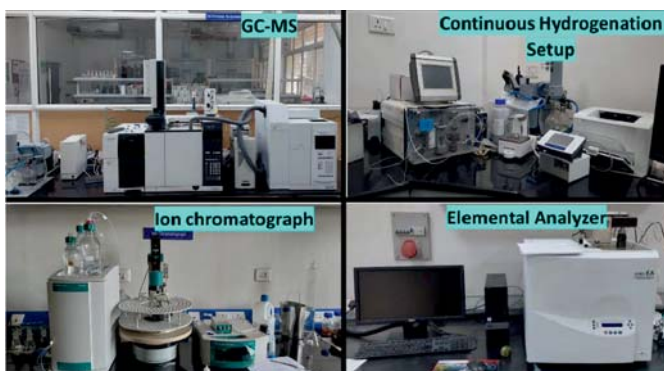 GC-MS
Continuous Hydrogenation
Setup
Ion chromatograph
Elemental Analyzer